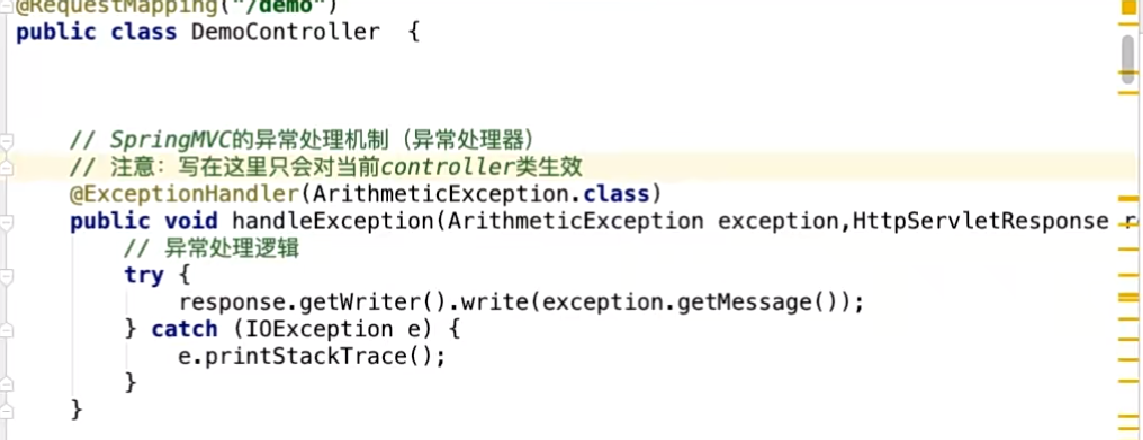 @RequestMapping("/demo")
public class DemoController  {
// SpringMVC的异常处理机制（异常处理器）
// 注意：写在这里只会对当前controller类生效
@ExceptionHandler(ArithmeticException.class)
public void handleException(ArithmeticException exception,HttpServletResponse r
// 异常处理逻辑
try {
response.getWriter().write(exception.getMessage());
} catch (IOException e) {
e.printStackTrace();
}
}